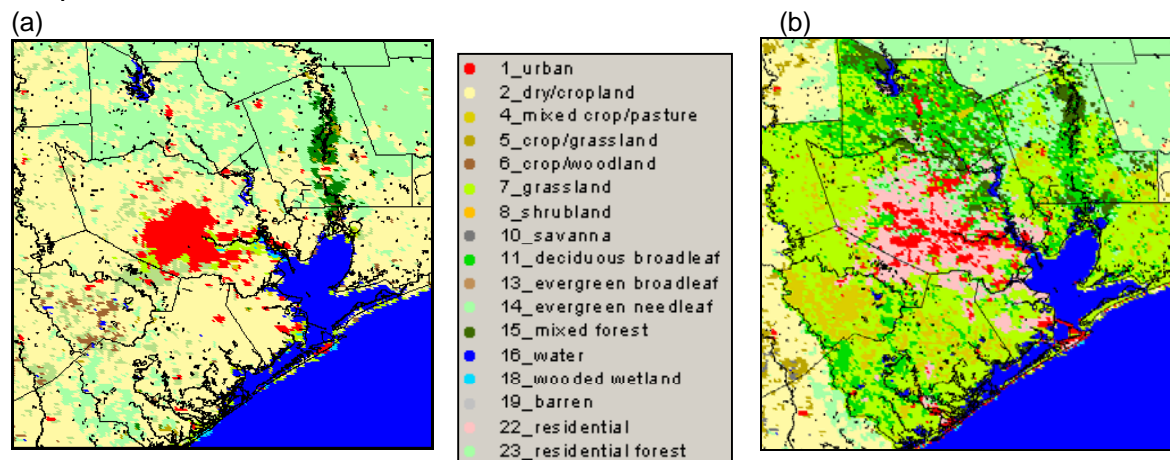 (a)
(b)
1_urban
2_dry/cropland
4_mixed crop/pasture
5_crop/grassland
6_crop/woodland
7_grassland
8_shrubland
10_savanna
11_deciduous broadleaf
13_evergreen broadleaf
14_evergreen needleleaf
15_mixed forest
16_water
18_wooded wetland
19_barren
22_residential
23_residential forest